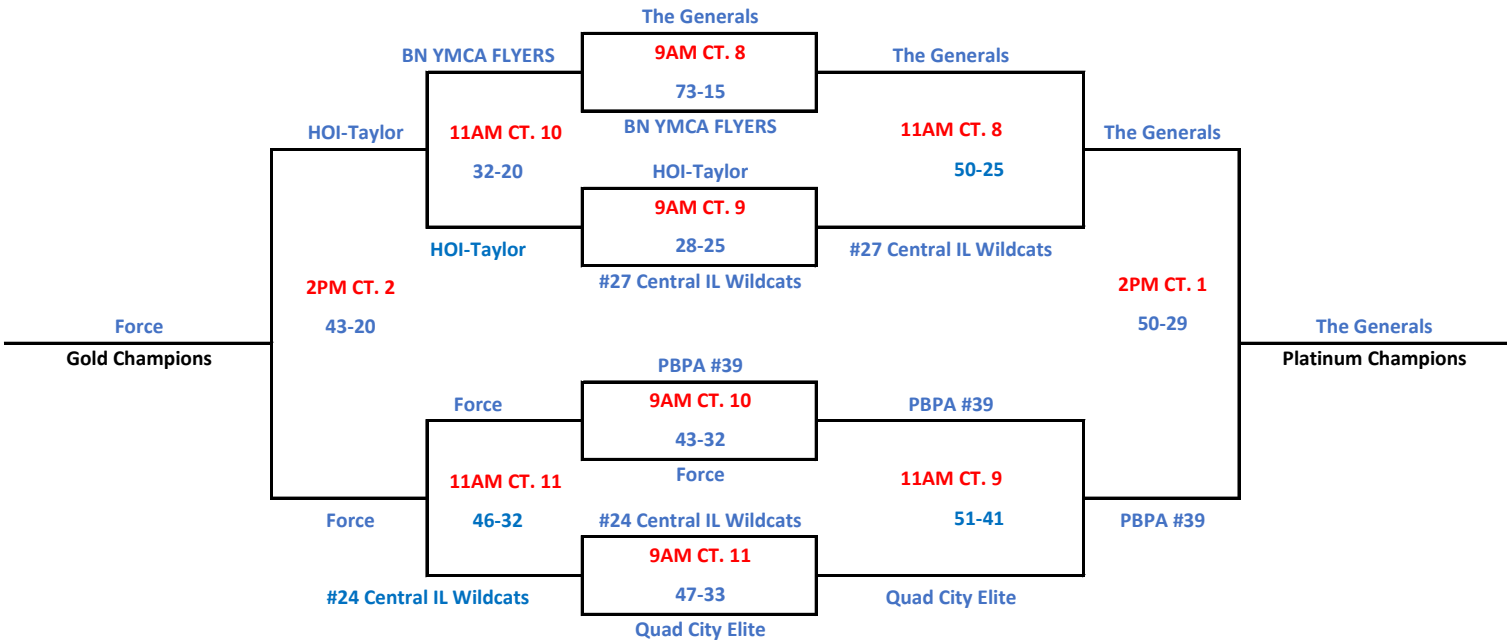 The Generals
BN YMCA FLYERS
9AM CT. 8
The Generals
73-15
HOI-Taylor
11AM CT. 10
BN YMCA FLYERS
11AM CT. 8
The Generals
32-20
HOI-Taylor
50-25
9AM CT. 9
HOI-Taylor
28-25
#27 Central IL Wildcats
#27 Central IL Wildcats
2PM CT. 2
2PM CT. 1
Force
43-20
50-29
The Generals
Gold Champions
Platinum Champions
PBPA #39
Force
9AM CT. 10
PBPA #39
43-32
11AM CT. 11
Force
11AM CT. 9
Force
46-32
#24 Central IL Wildcats
51-41
PBPA #39
9AM CT. 11
#24 Central IL Wildcats
47-33
Quad City Elite
Quad City Elite